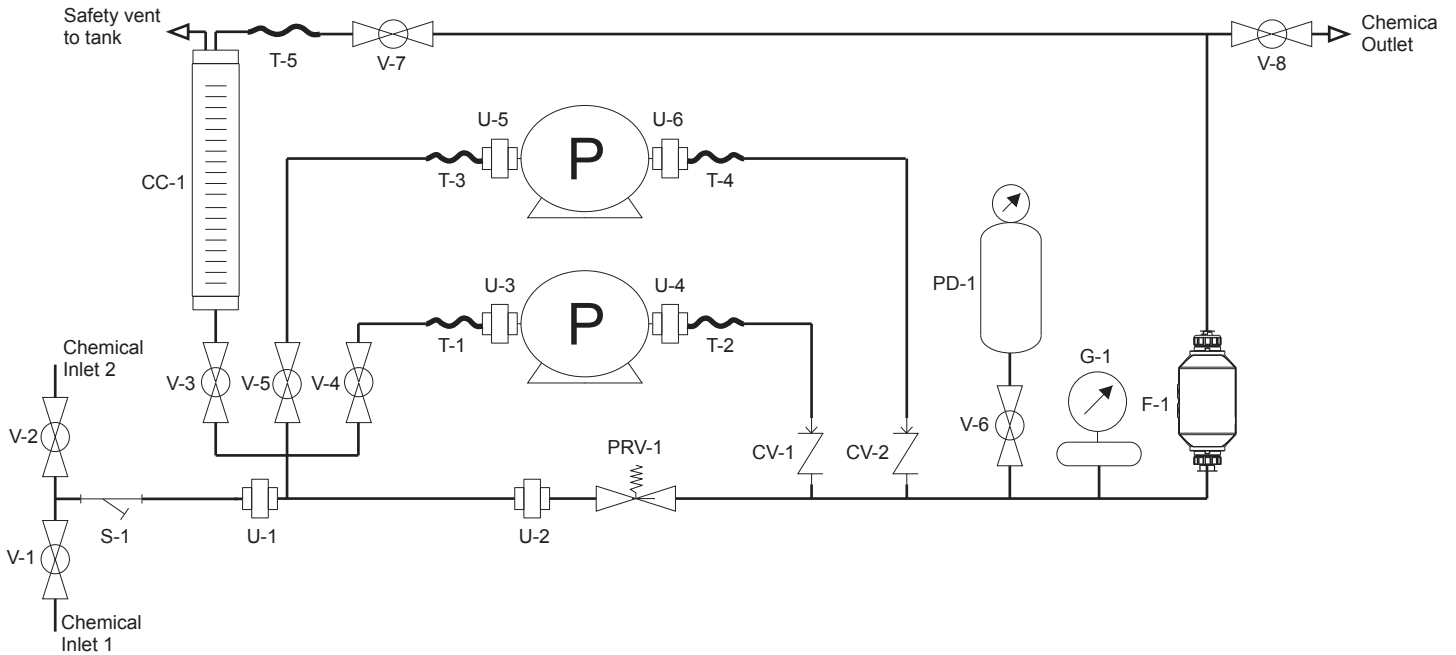 Safety vent
to tank
T-5
V-7
V-8
Chemica
Outlet
CC-1
U-5
P
U-6
T-3
T-4
U-3
P
U-4
T-1
T-2
PD-1
G-1
F-1
Chemical
Inlet 2
V-3
V-5
V-4
V-2
V-6
PRV-1
CV-1
CV-2
S-1
U-1
U-2
V-1
Chemical
Inlet 1